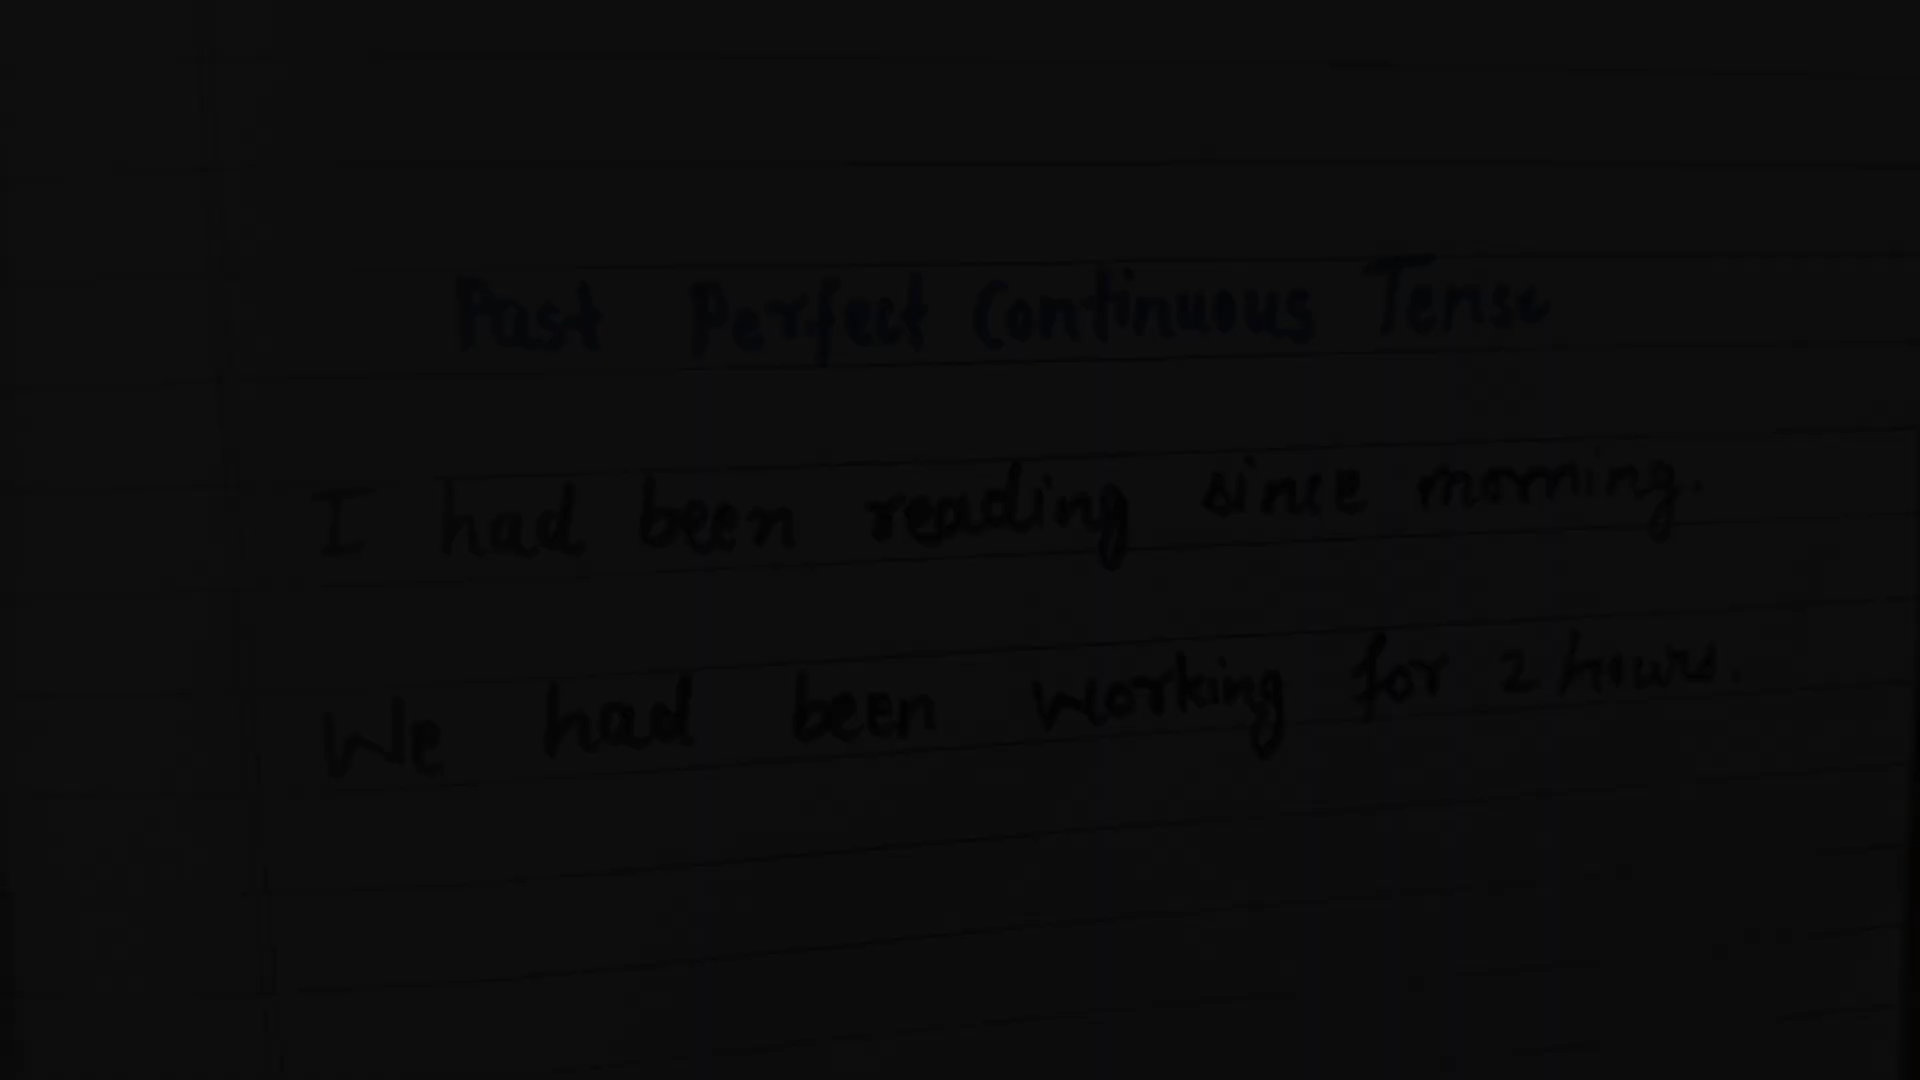 Past Perfect Continuous Tense
I had been reading since morning.
We had been working for 2 hours.